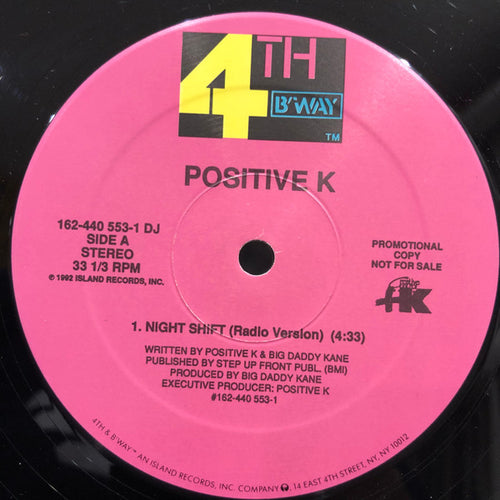 4TH
B'WAY
TM
POSITIVE K
162-440 553-1 DJ
SIDE A
STEREO
33 1/3 RPM
℗ © 1992 ISLAND RECORDS, INC.
PROMOTIONAL
COPY
NOT FOR SALE
1. NIGHT SHIFT (Radio Version) (4:33)
WRITTEN BY POSITIVE K & BIG DADDY KANE
PUBLISHED BY STEP UP FRONT PUBL. (BMI)
PRODUCED BY BIG DADDY KANE
EXECUTIVE PRODUCER: POSITIVE K
#162-440 553-1
4TH & B'WAY™ AN ISLAND RECORDS, INC. COMPANY, 14 EAST 4TH STREET, NY, NY 10012